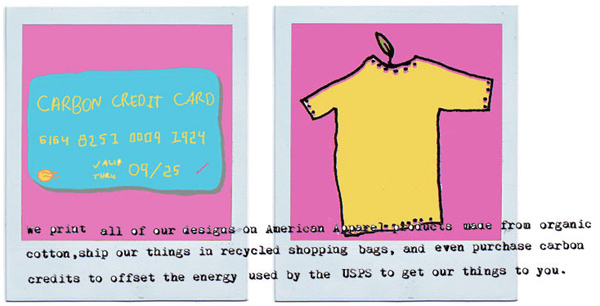 CARBON CREDIT CARD
6164 8251 0009 1924
VALID
THRU 09/25
We print all of our designs on American Apparel products made from organic
cotton,ship our things in recycled shopping bags, and even purchase carbon
credits to offset the energy used by the USPS to get our things to you.